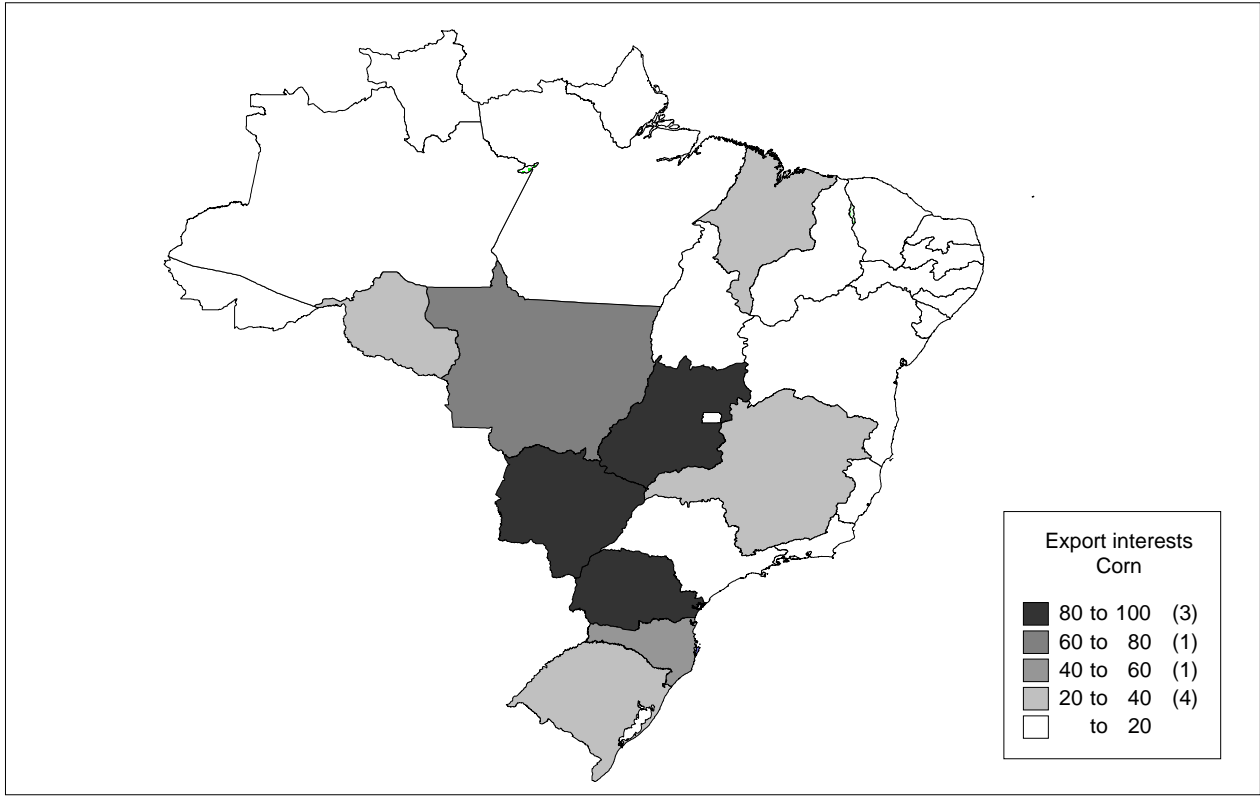 Export interests
Corn
80 to 100 (3)
60 to 80 (1)
40 to 60 (1)
20 to 40 (4)
to 20